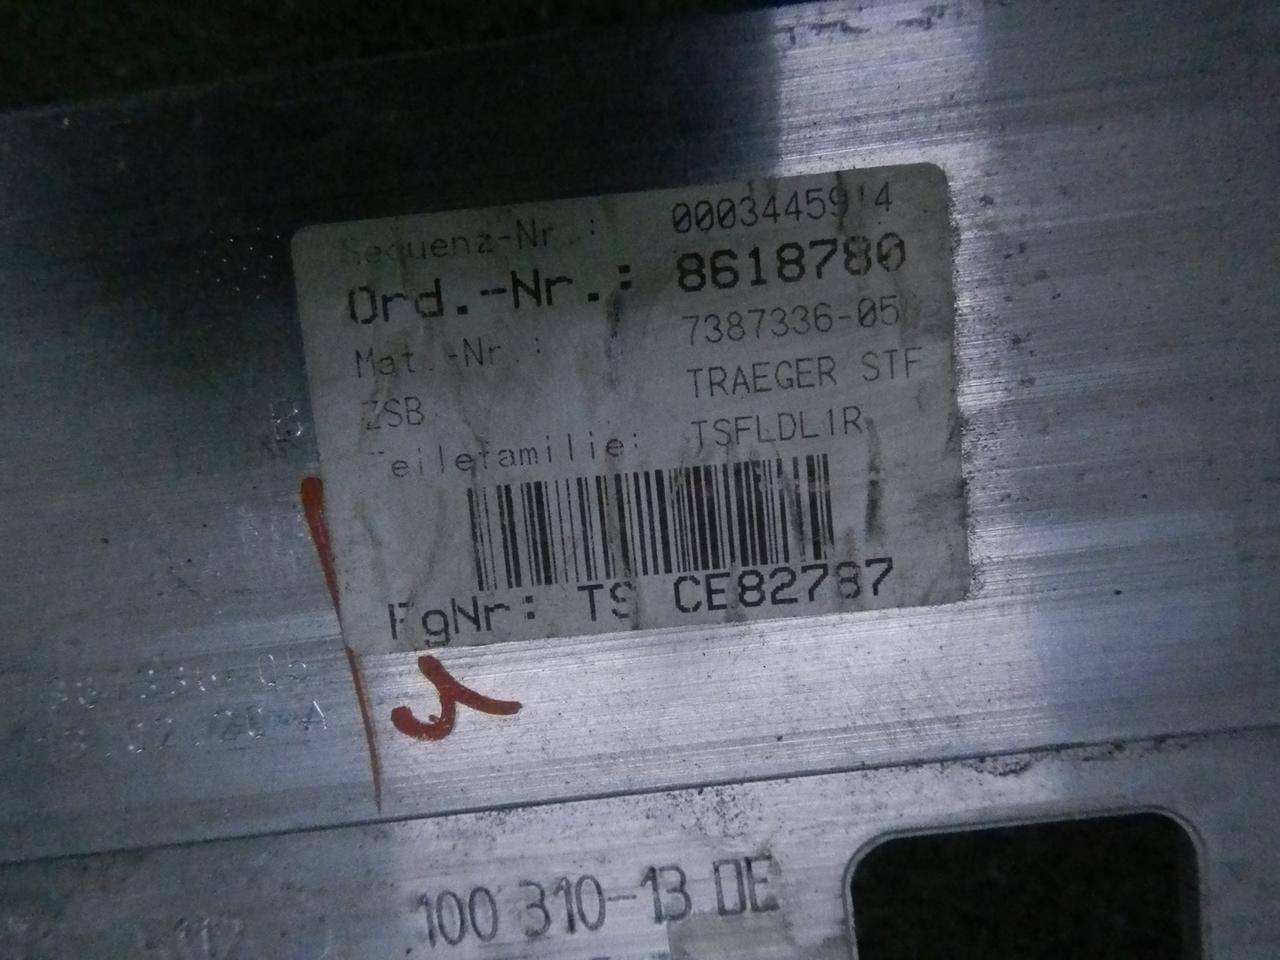 Sequenz-Nr.: 0003445914
Ord.-Nr.: 8618780
Mat.-Nr.: 7387336-05
ZSB TRAEGER STF
Teilefamilie: TSFLDL1R
FgNr: TS CE82787
100 310-13 DE